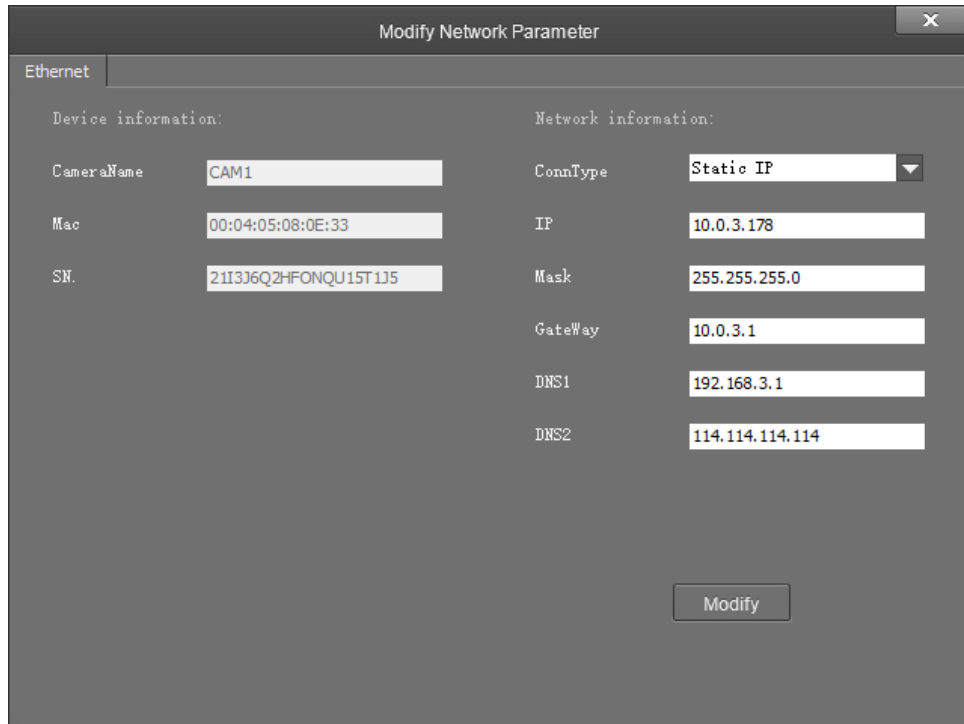 Modify Network Parameter
X
Ethernet
Device information:
CameraName CAM1
Mac 00:04:05:08:0E:33
SN. 21I3J6Q2HFONQU15T1J5
Network information:
ConnType Static IP
IP 10.0.3.178
Mask 255.255.255.0
GateWay 10.0.3.1
DNS1 192.168.3.1
DNS2 114.114.114.114
Modify